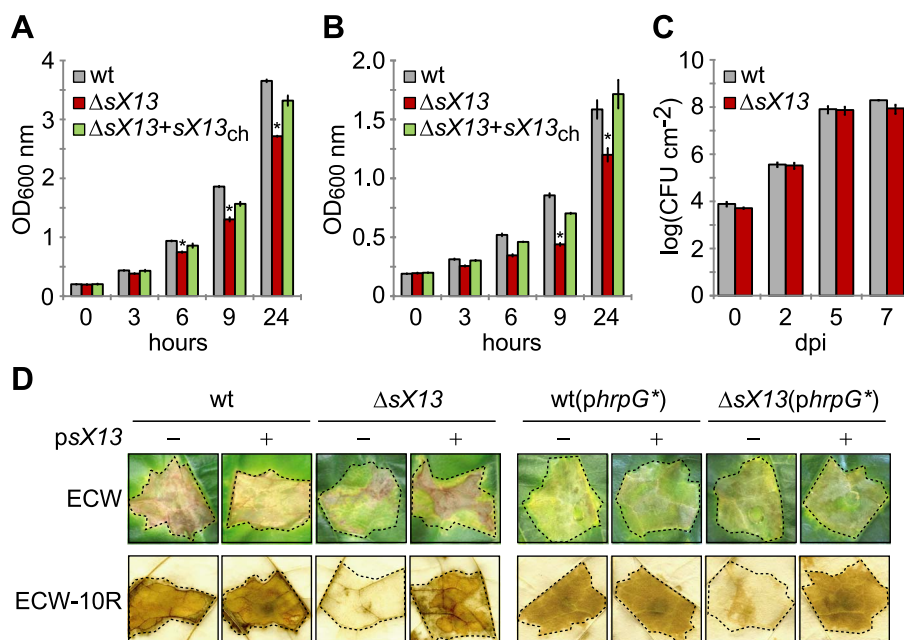 A
OD600 nm
4
3
2
1
0
wt
ΔsX13
ΔsX13+sX13ch
*
*
*
0 3 6 9 24
hours
B
OD600 nm
2.0
1.5
1.0
0.5
0
wt
ΔsX13
ΔsX13+sX13ch
*
*
0 3 6 9 24
hours
C
log(CFU cm-2)
10
8
6
4
2
0
wt
ΔsX13
0 2 5 7
dpi
D
wt ΔsX13 wt(phrpG*) ΔsX13(phrpG*)
psX13 – + – + – + – +
ECW
ECW-10R